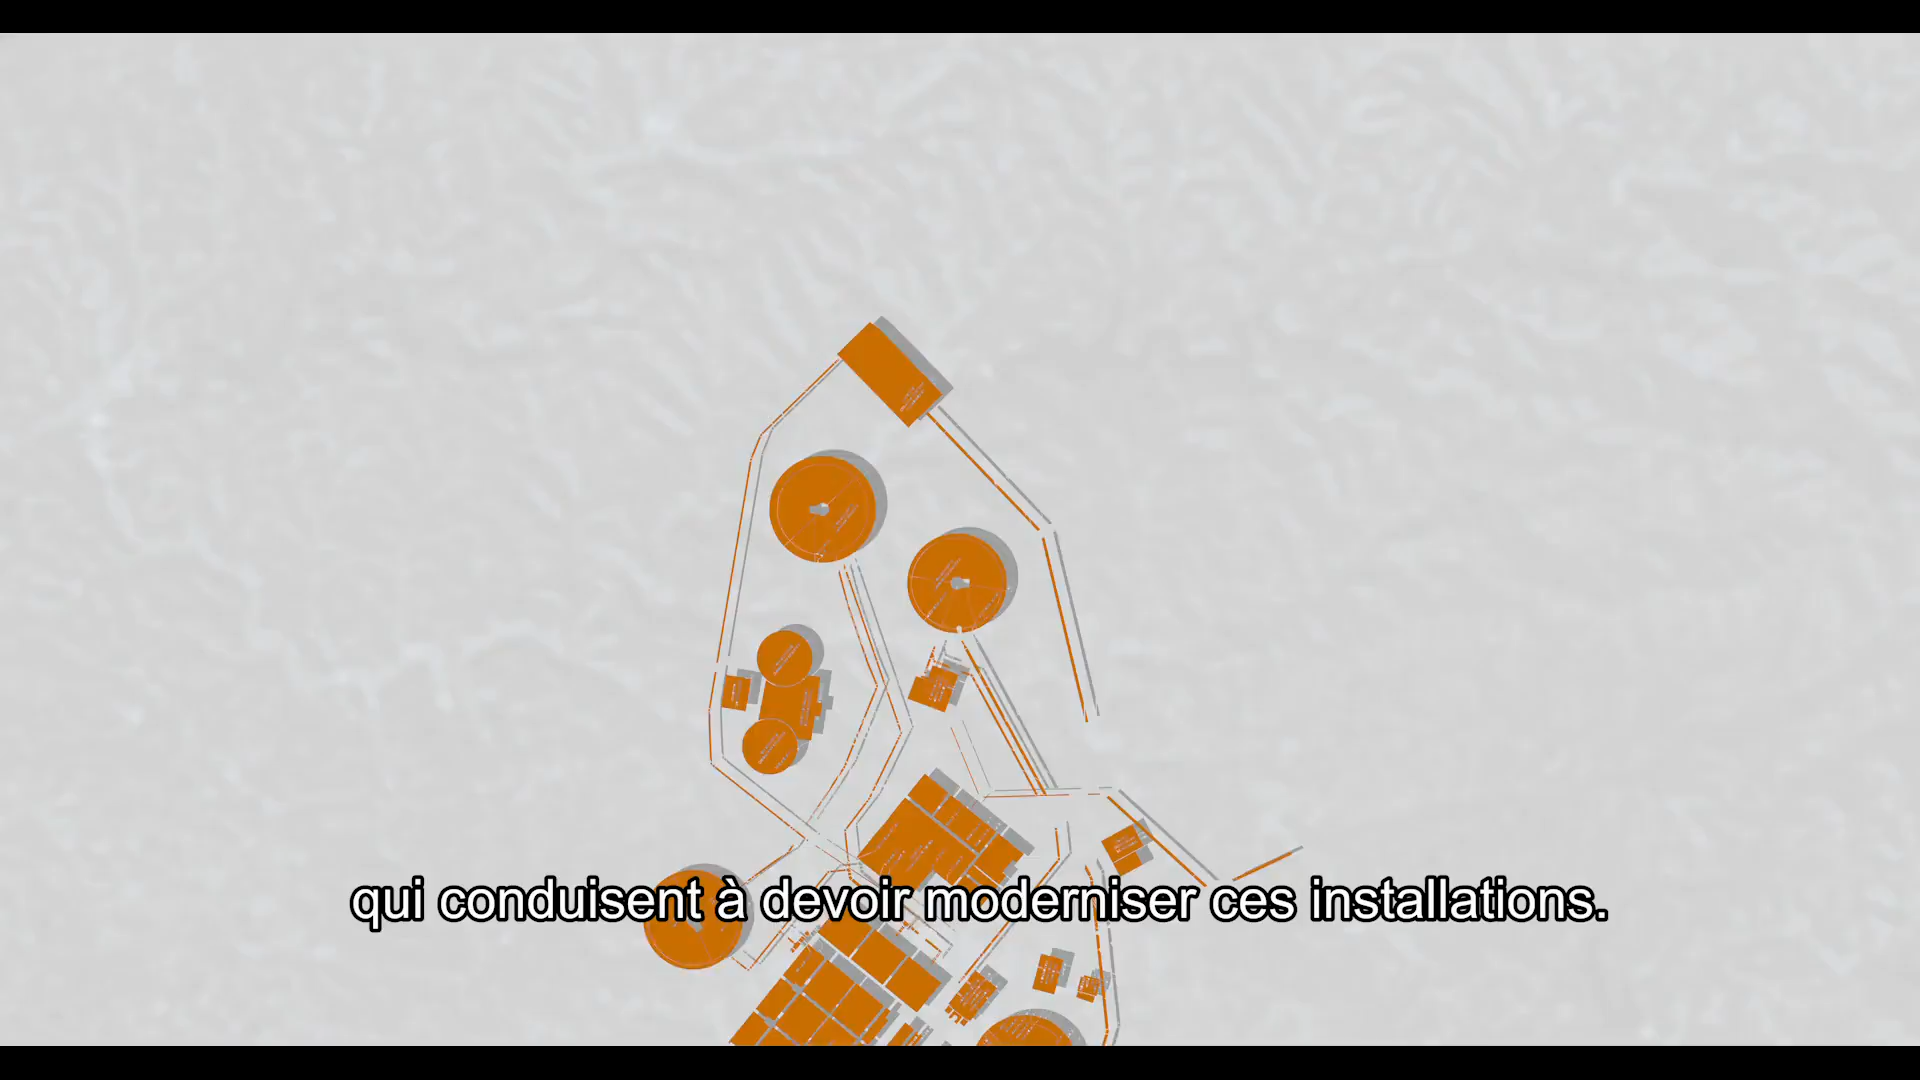 qui conduisent à devoir moderniser ces installations.